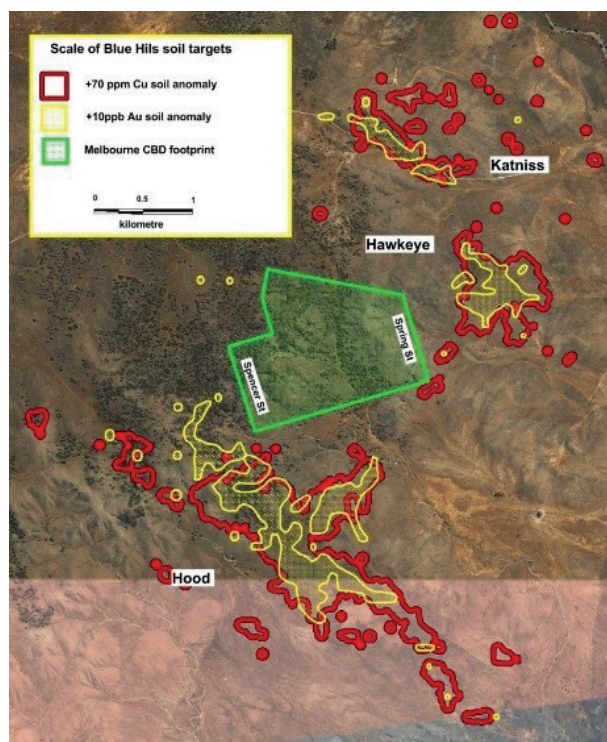 Scale of Blue Hils soil targets
+70 ppm Cu soil anomaly
+10ppb Au soil anomaly
Melbourne CBD footprint
0 0.5 1
kilometre
Katniss
Hawkeye
Spring St
Spencer St
Hood